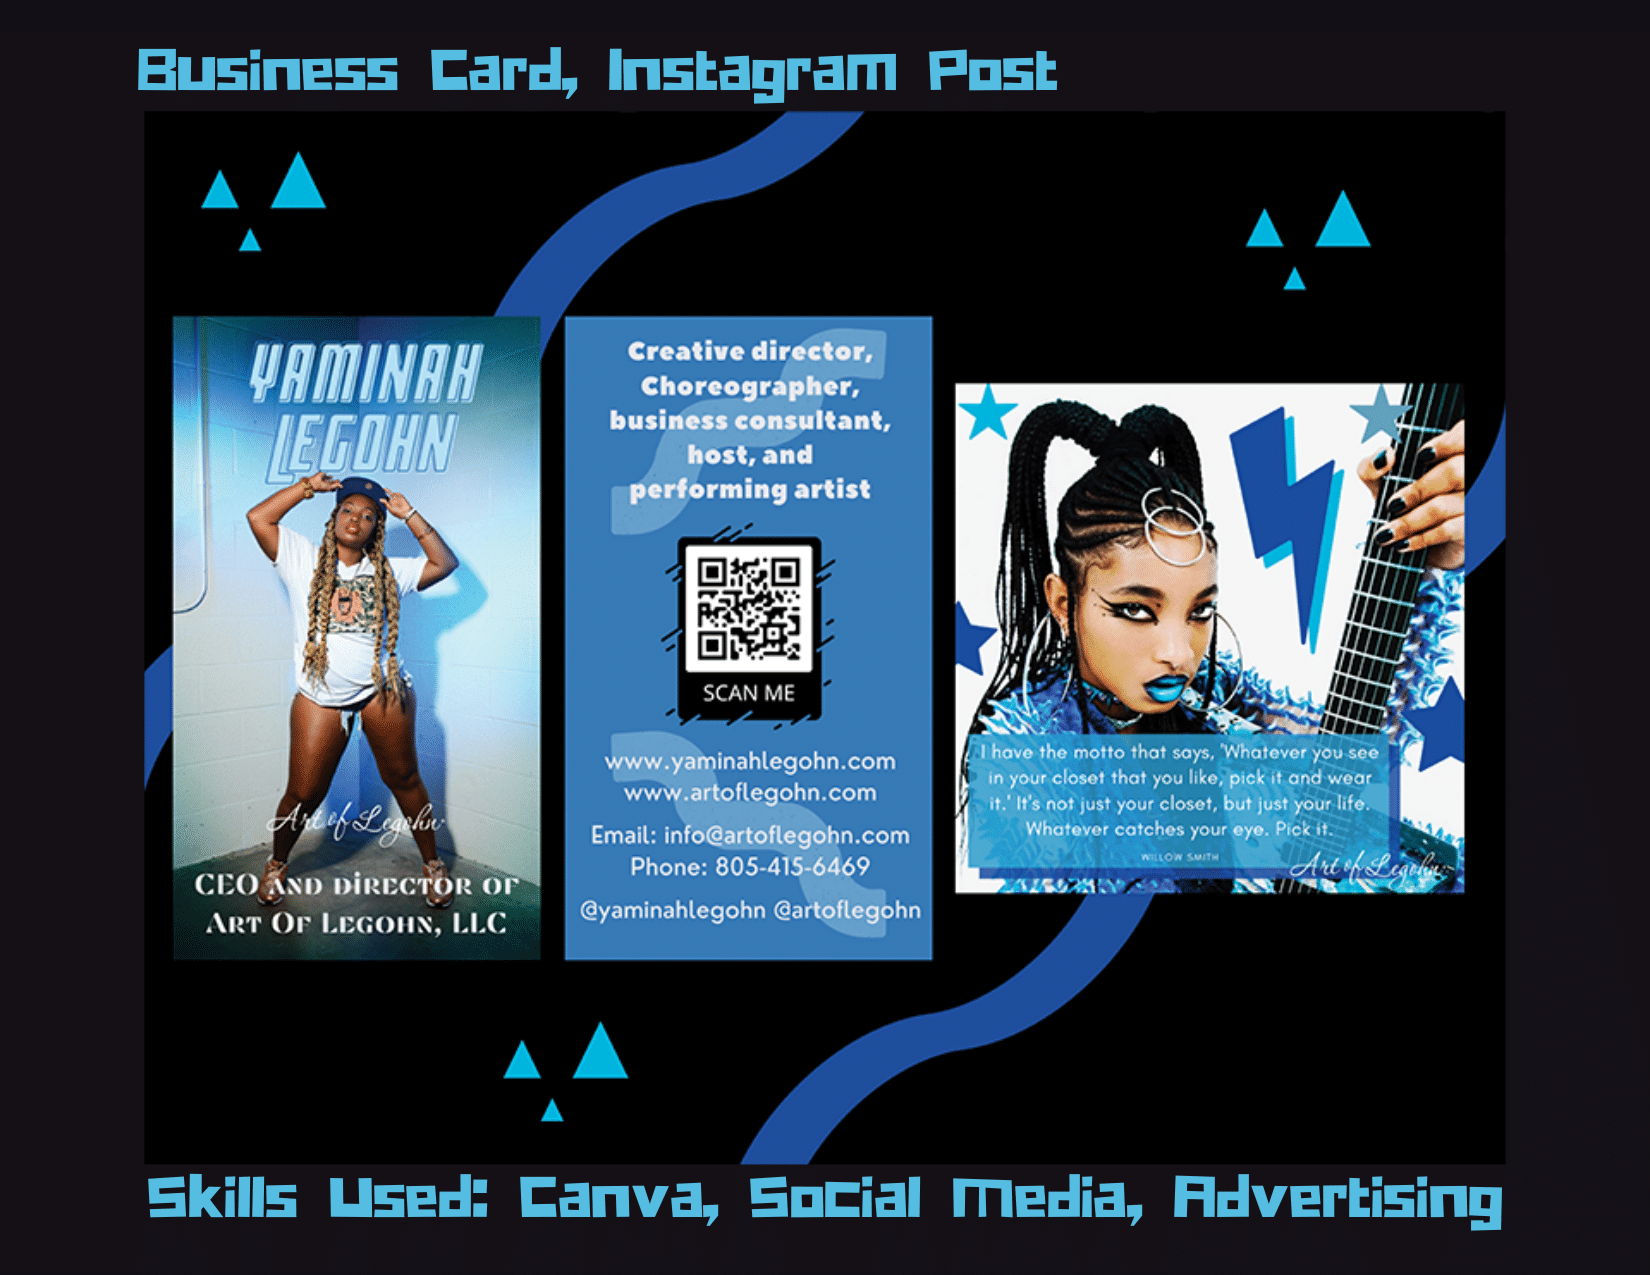 Business Card, Instagram Post
YAMINAH
LEGOHN
Art of Legohn
CEO AND DIRECTOR OF
ART OF LEGOHN, LLC
Creative director,
Choreographer,
business consultant,
host, and
performing artist
SCAN ME
www.yaminahlegohn.com
www.artoflegohn.com
Email: info@artoflegohn.com
Phone: 805-415-6469
@yaminahlegohn @artoflegohn
I have the motto that says, 'Whatever you see
in your closet that you like, pick it and wear
it.' It's not just your closet, but just your life.
Whatever catches your eye. Pick it.
WILLOW SMITH
Art of Legohn
Skills Used: Canva, Social Media, Advertising